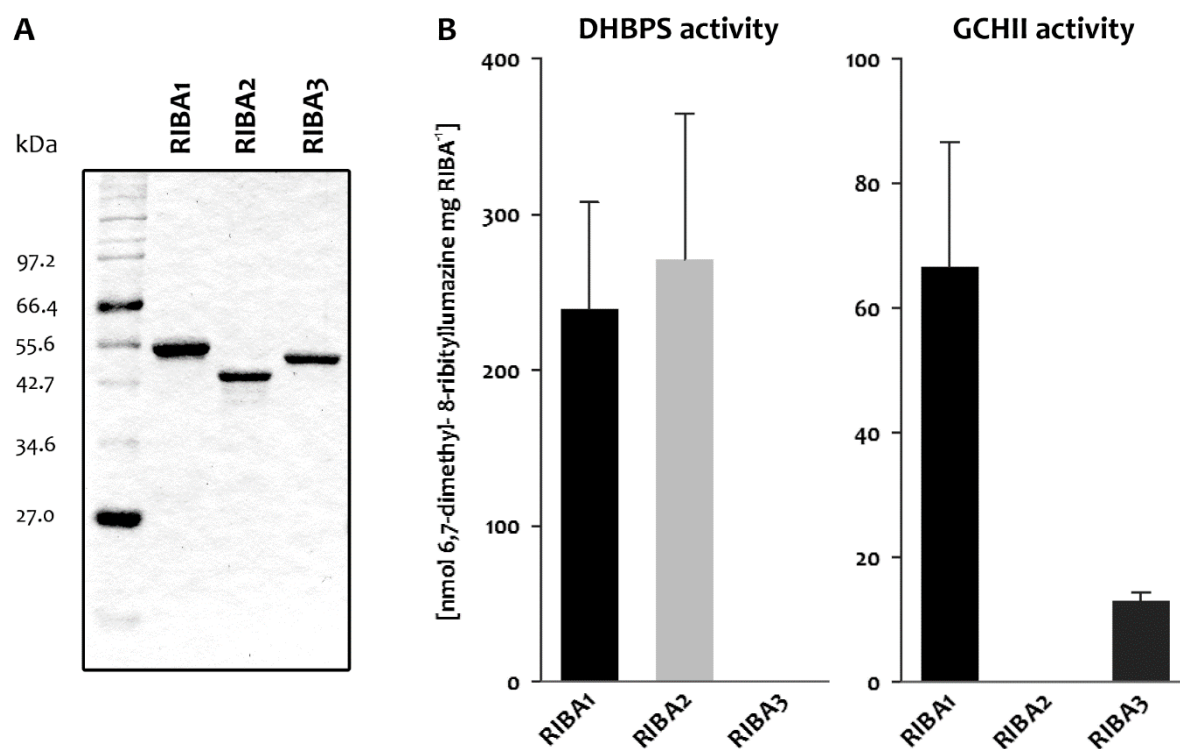 A
RIBA1
RIBA2
RIBA3
kDa
97.2
66.4
55.6
42.7
34.6
27.0
B
DHBPS activity
[nmol 6,7-dimethyl- 8-ribityllumazine mg RIBA⁻¹]
400
300
200
100
0
RIBA1
RIBA2
RIBA3
GCHII activity
100
80
60
40
20
0
RIBA1
RIBA2
RIBA3